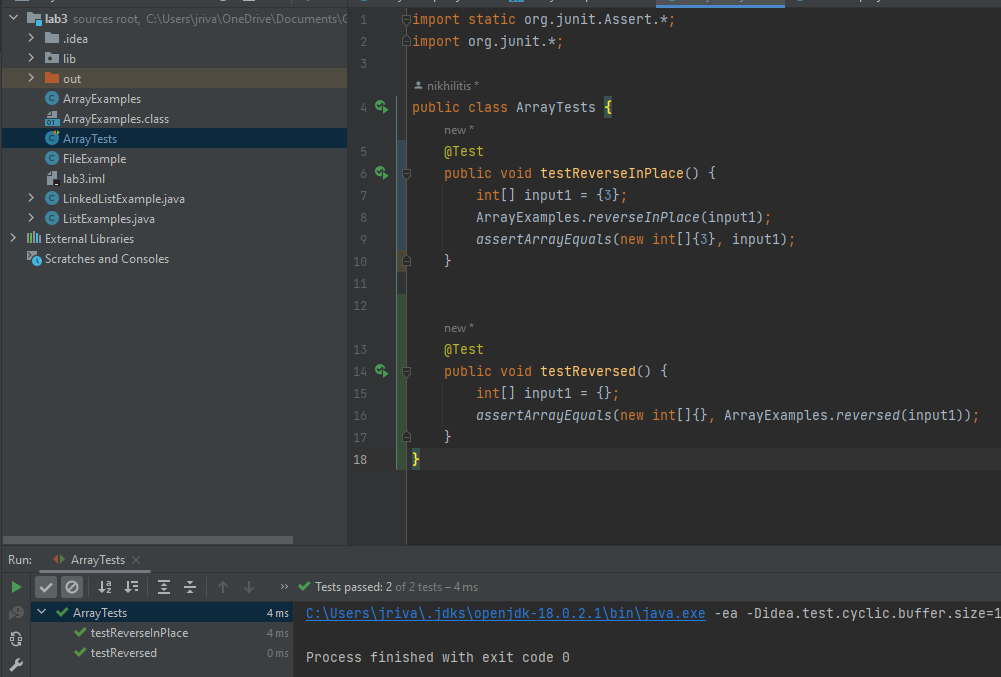 lab3 sources root, C:\Users\jriva\OneDrive\Documents\
.idea
lib
out
ArrayExamples
ArrayExamples.class
ArrayTests
FileExample
lab3.iml
LinkedListExample.java
ListExamples.java
External Libraries
Scratches and Consoles
1 import static org.junit.Assert.*;
2 import org.junit.*;
3
nikhilitis *
4 public class ArrayTests {
new *
5 @Test
6 public void testReverseInPlace() {
7 int[] input1 = {3};
8 ArrayExamples.reverseInPlace(input1);
9 assertArrayEquals(new int[]{3}, input1);
10 }
11
12
new *
13 @Test
14 public void testReversed() {
15 int[] input1 = {};
16 assertArrayEquals(new int[]{}, ArrayExamples.reversed(input1));
17 }
18 }
Run: ArrayTests
Tests passed: 2 of 2 tests – 4 ms
ArrayTests 4 ms
testReverseInPlace 4 ms
testReversed 0 ms
C:\Users\jriva\.jdks\openjdk-18.0.2.1\bin\java.exe -ea -Didea.test.cyclic.buffer.size=1
Process finished with exit code 0